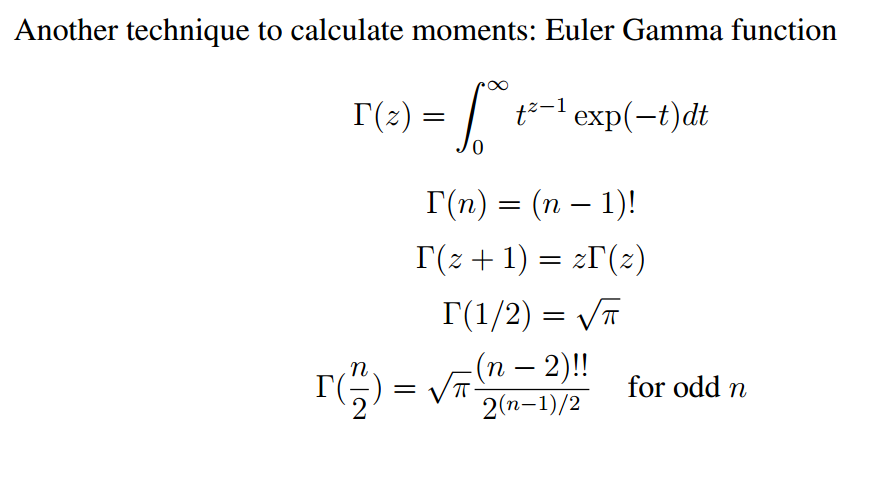 Another technique to calculate moments: Euler Gamma function
Γ(z) = ∫₀^∞ t^{z−1} exp(−t)dt
Γ(n) = (n − 1)!
Γ(z + 1) = zΓ(z)
Γ(1/2) = √π
Γ(n/2) = √π (n − 2)!! / 2^{(n−1)/2} for odd n